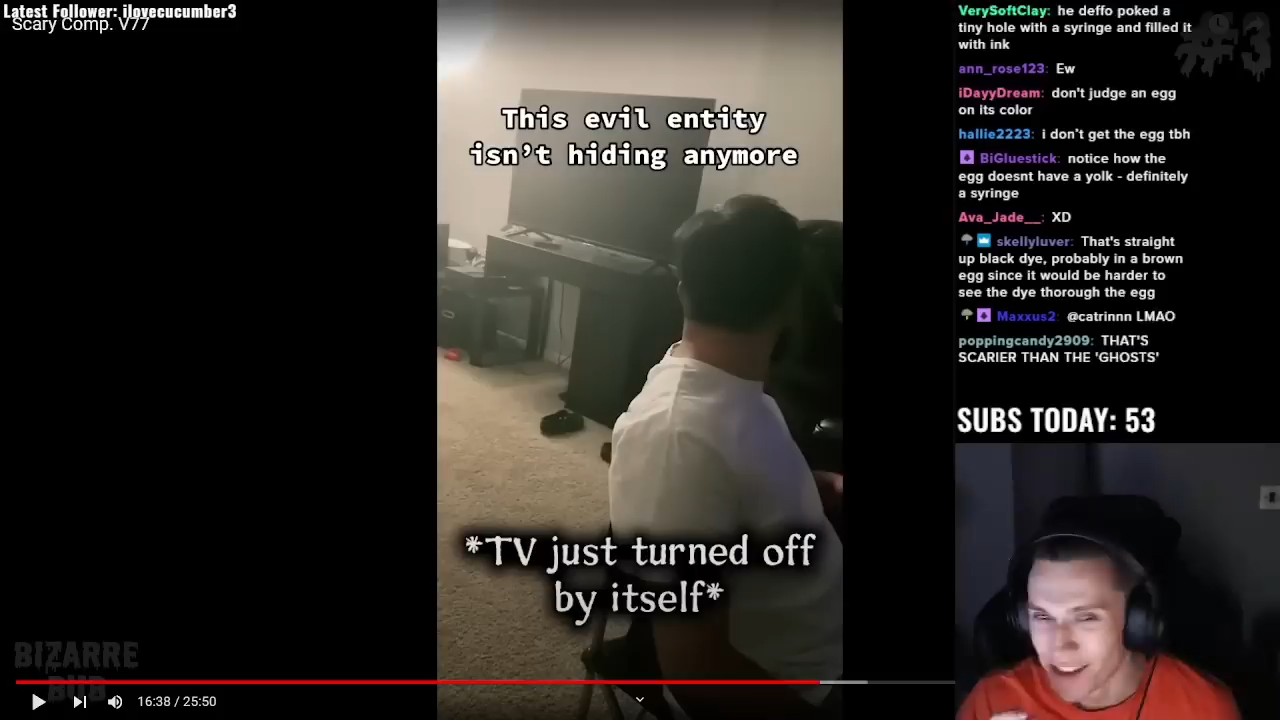 Latest Follower: ilovecucumber3
Scary Comp. V77
#3
This evil entity
isn't hiding anymore
*TV just turned off
by itself*
BIZARRE
BUB
16:38 / 25:50
VerySoftClay: he deffo poked a
tiny hole with a syringe and filled it
with ink
ann_rose123: Ew
iDayyDream: don't judge an egg
on its color
hallie2223: i don't get the egg tbh
BiGluestick: notice how the
egg doesnt have a yolk - definitely
a syringe
Ava_Jade__: XD
skellyluver: That's straight
up black dye, probably in a brown
egg since it would be harder to
see the dye thorough the egg
Maxxus2: @catrinnn LMAO
poppingcandy2909: THAT'S
SCARIER THAN THE 'GHOSTS'
SUBS TODAY: 53